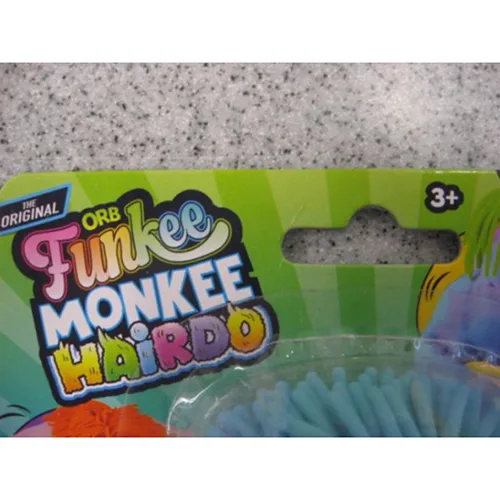 THE
ORIGINAL
ORB
Funkee
MONKEE
HAiRDO
3+